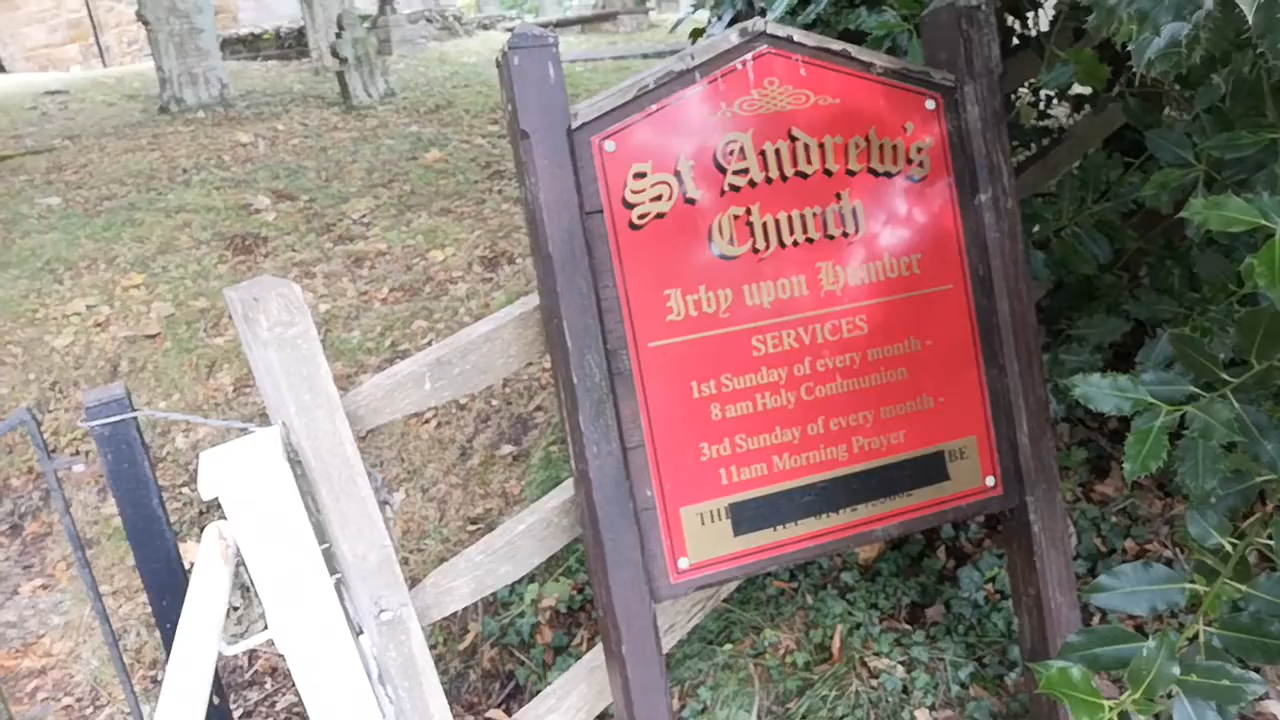 St Andrew's
Church
Irby upon Humber
SERVICES
1st Sunday of every month -
8 am Holy Communion
3rd Sunday of every month -
11am Morning Prayer
BE